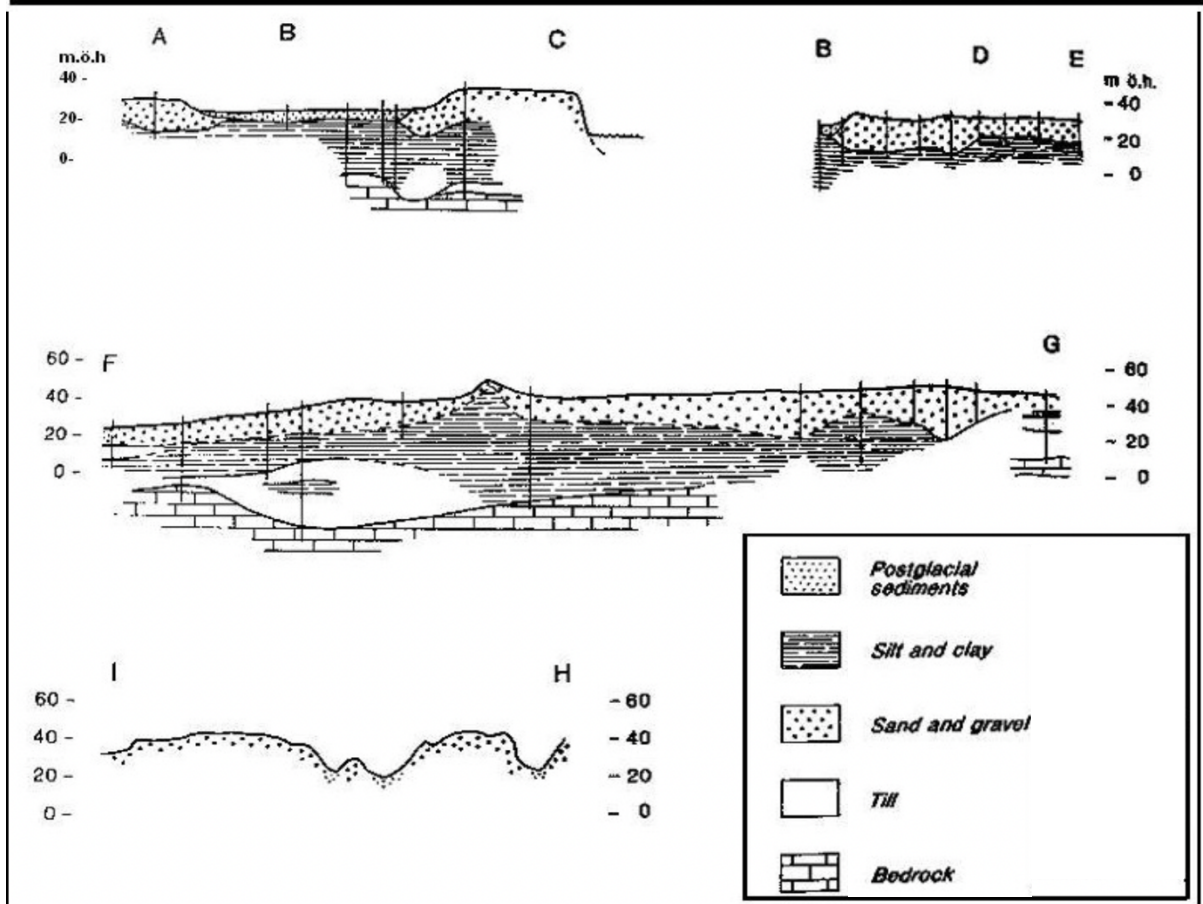 A B C
m.ö.h
40 -
20-
0-
B D E
m ö.h.
- 40
~ 20
- 0
F G
60 -
40 -
20 -
0 -
- 60
- 40
~ 20
- 0
I H
60 -
40 -
20 -
0 -
- 60
- 40
- 20
- 0
Postglacial
sediments
Silt and clay
Sand and gravel
Till
Bedrock